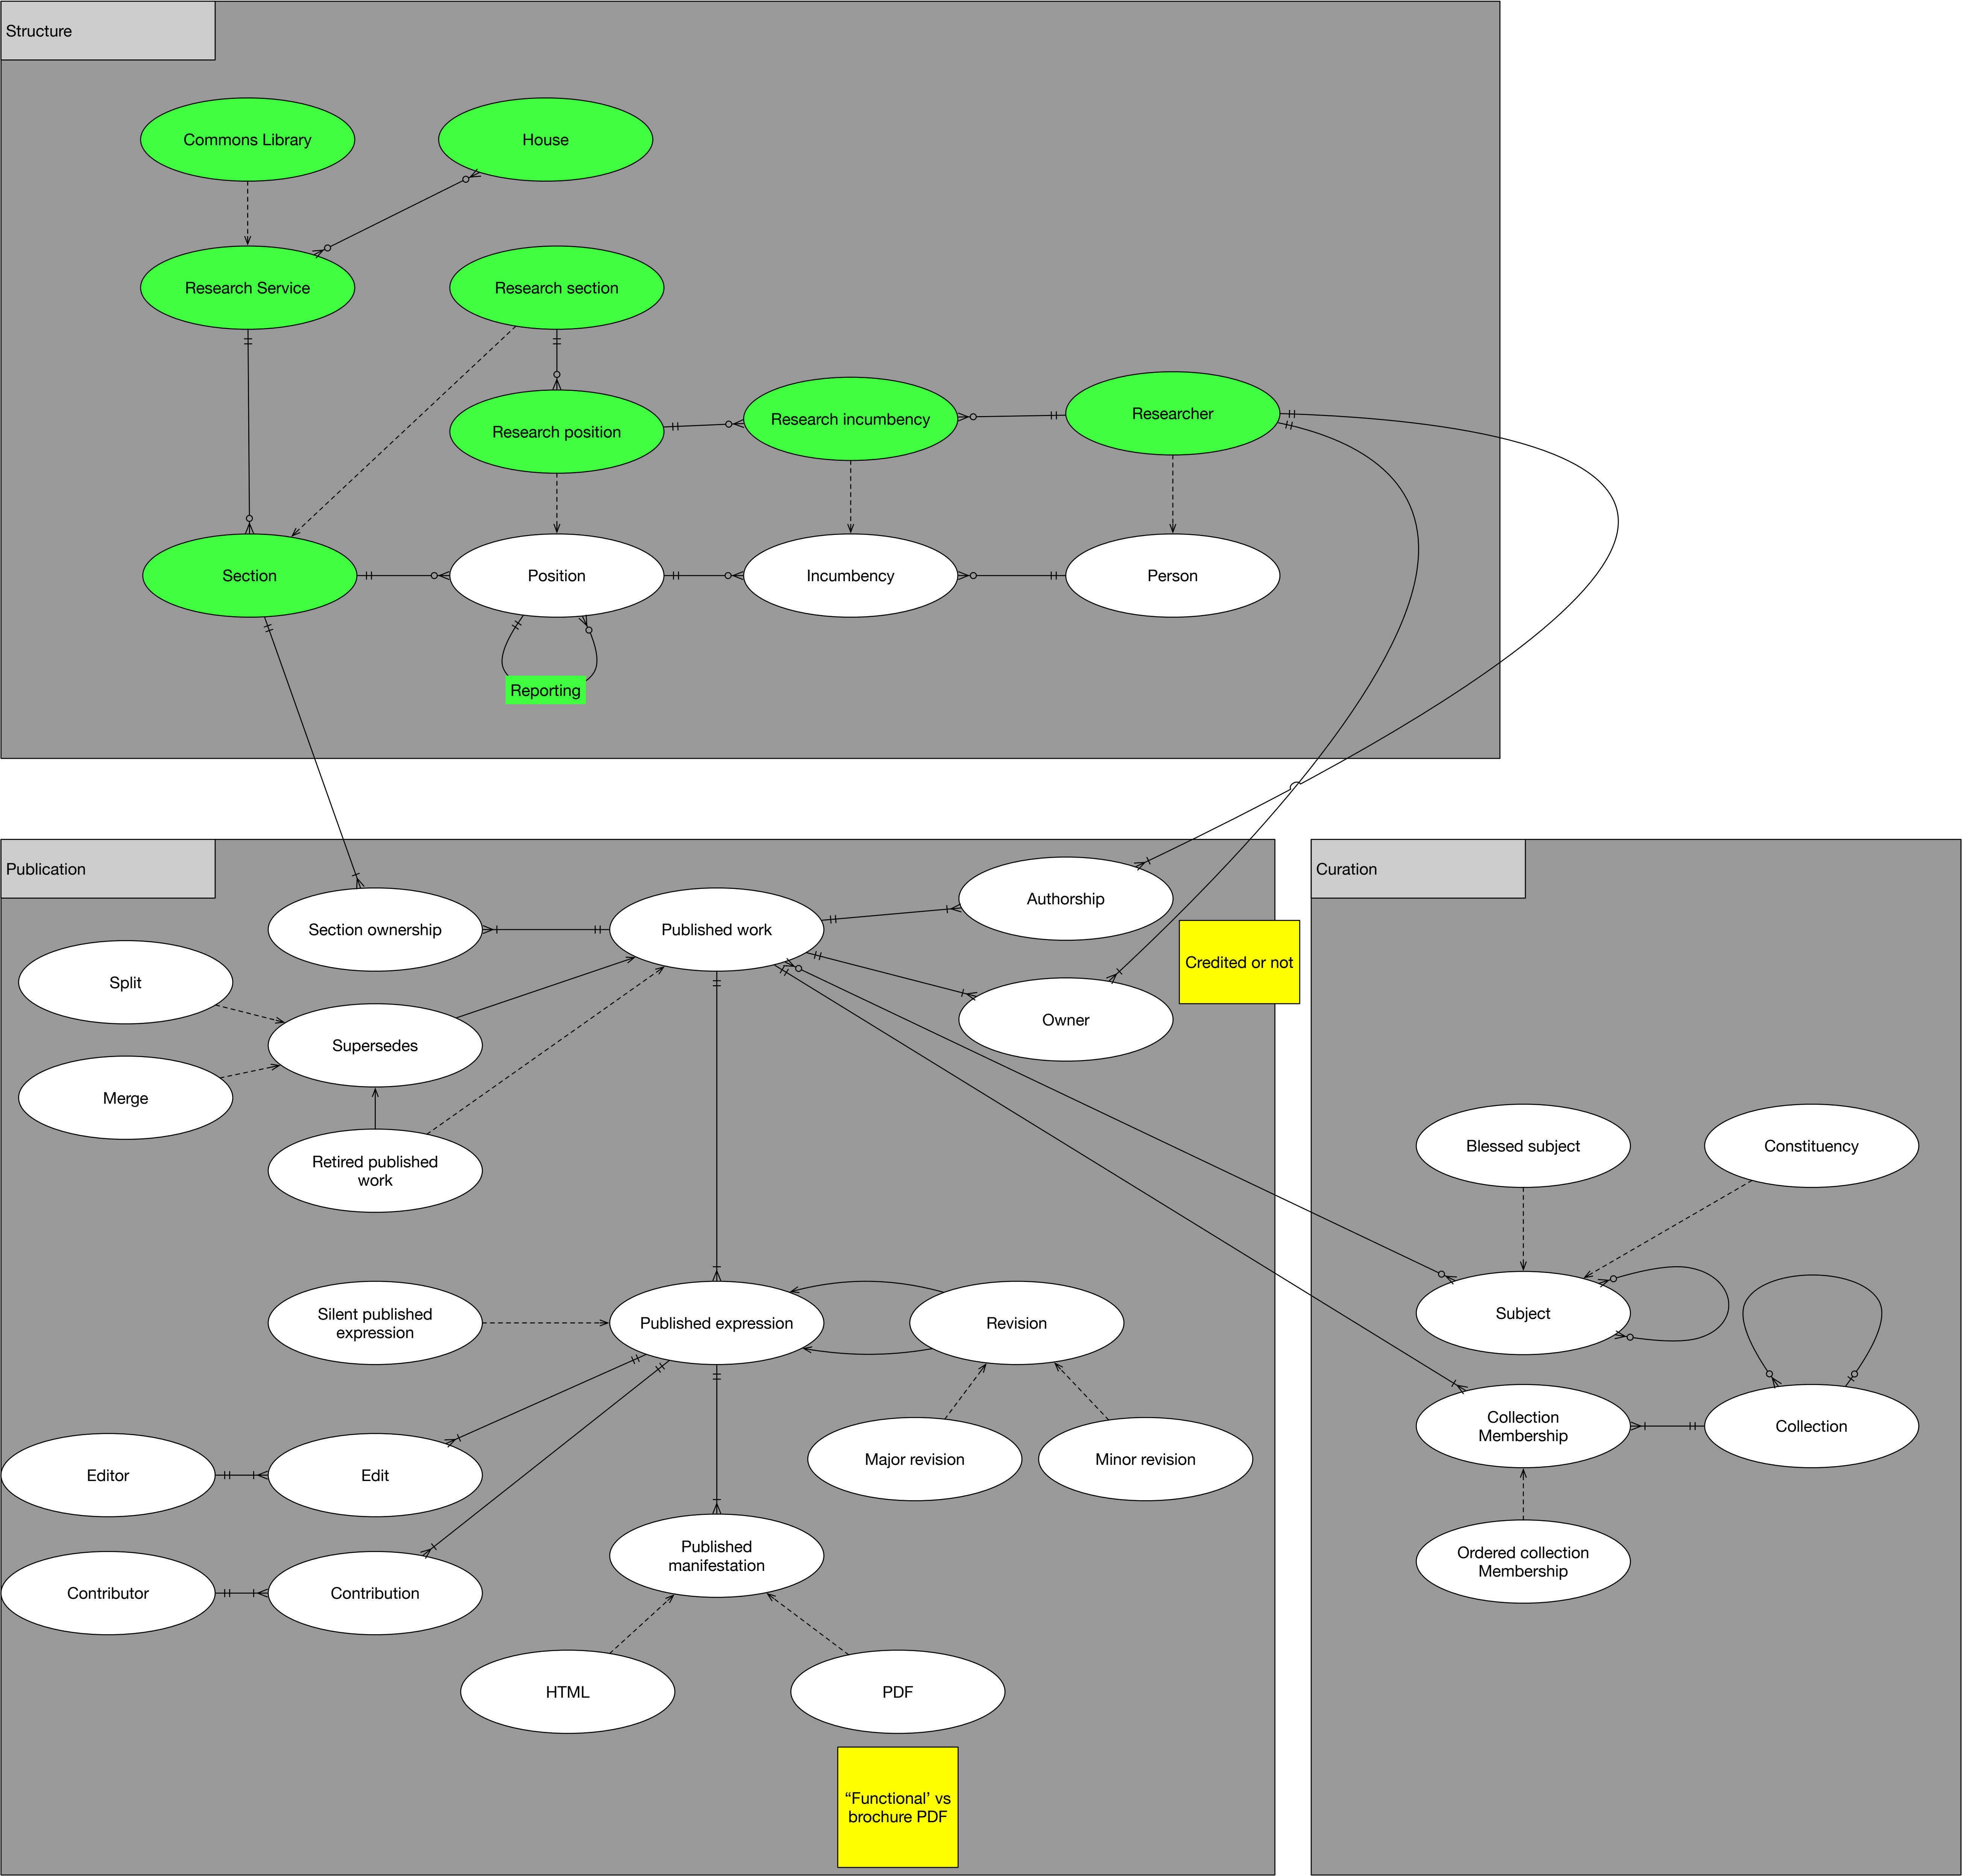 Structure
Commons Library
House
Research Service
Research section
Research position
Research incumbency
Researcher
Section
Position
Incumbency
Person
Reporting
Publication
Curation
Section ownership
Published work
Authorship
Credited or not
Split
Supersedes
Owner
Merge
Retired published
work
Blessed subject
Constituency
Silent published
expression
Published expression
Revision
Subject
Collection
Membership
Collection
Editor
Edit
Major revision
Minor revision
Published
manifestation
Ordered collection
Membership
Contributor
Contribution
HTML
PDF
“Functional’ vs
brochure PDF